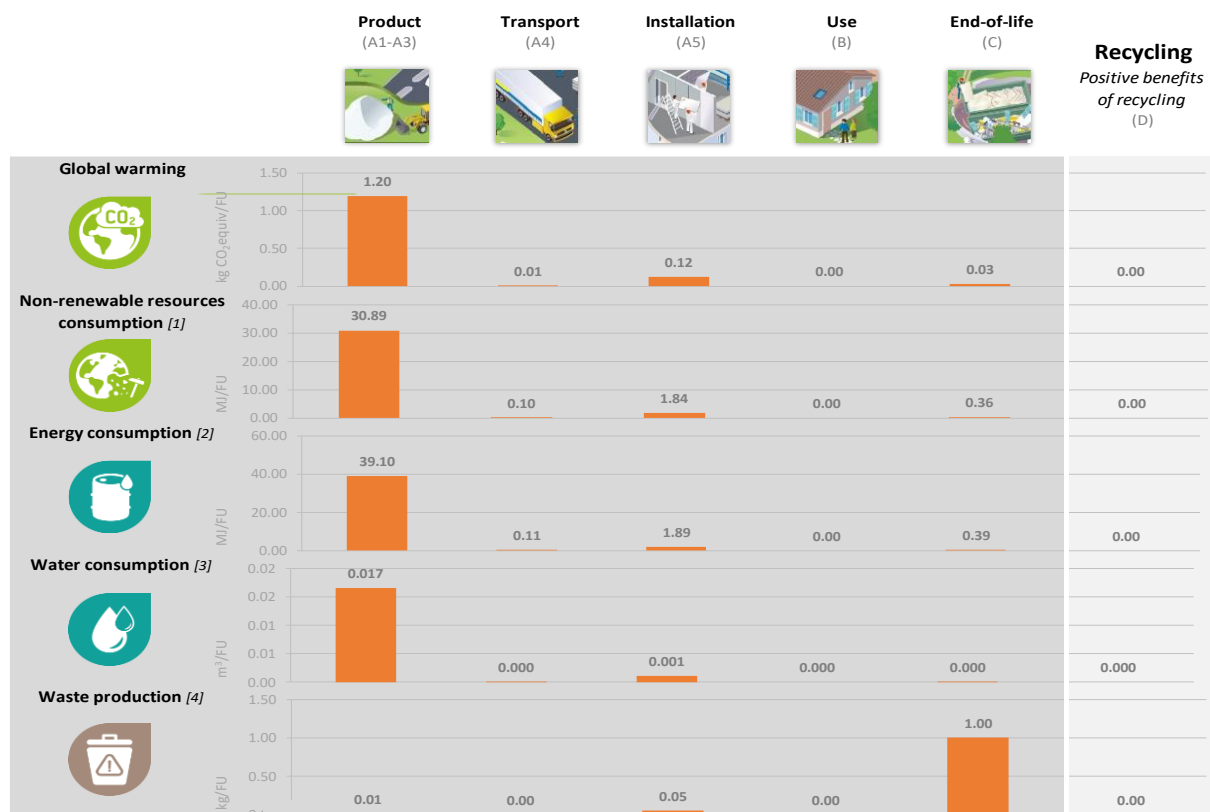 Product
(A1-A3)
Transport
(A4)
Installation
(A5)
Use
(B)
End-of-life
(C)
Recycling
Positive benefits
of recycling
(D)
Global warming
CO₂
kg CO₂equiv/FU
1.50
1.00
0.50
0.00
1.20
0.01
0.12
0.00
0.03
0.00
Non-renewable resources
consumption [1]
MJ/FU
40.00
30.00
20.00
10.00
0.00
30.89
0.10
1.84
0.00
0.36
0.00
Energy consumption [2]
MJ/FU
60.00
40.00
20.00
0.00
39.10
0.11
1.89
0.00
0.39
0.00
Water consumption [3]
m³/FU
0.02
0.02
0.01
0.01
0.00
0.017
0.000
0.001
0.000
0.000
0.000
Waste production [4]
kg/FU
1.50
1.00
0.50
0.01
0.00
0.05
0.00
1.00
0.00